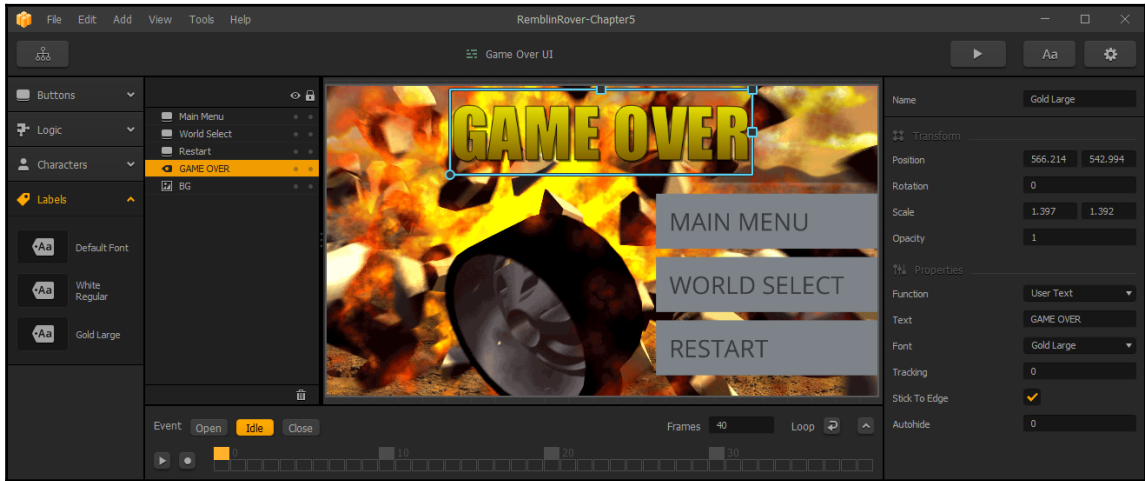 File Edit Add View Tools Help RemblinRover-Chapter5
Game Over UI
Aa
Buttons
Logic
Characters
Labels
Aa Default Font
Aa White Regular
Aa Gold Large
Main Menu
World Select
Restart
GAME OVER
BG
GAME OVER
MAIN MENU
WORLD SELECT
RESTART
Name Gold Large
Transform
Position 566.214 542.994
Rotation 0
Scale 1.397 1.392
Opacity 1
Properties
Function User Text
Text GAME OVER
Font Gold Large
Tracking 0
Stick To Edge
Autohide 0
Event Open Idle Close Frames 40 Loop
0 10 20 30